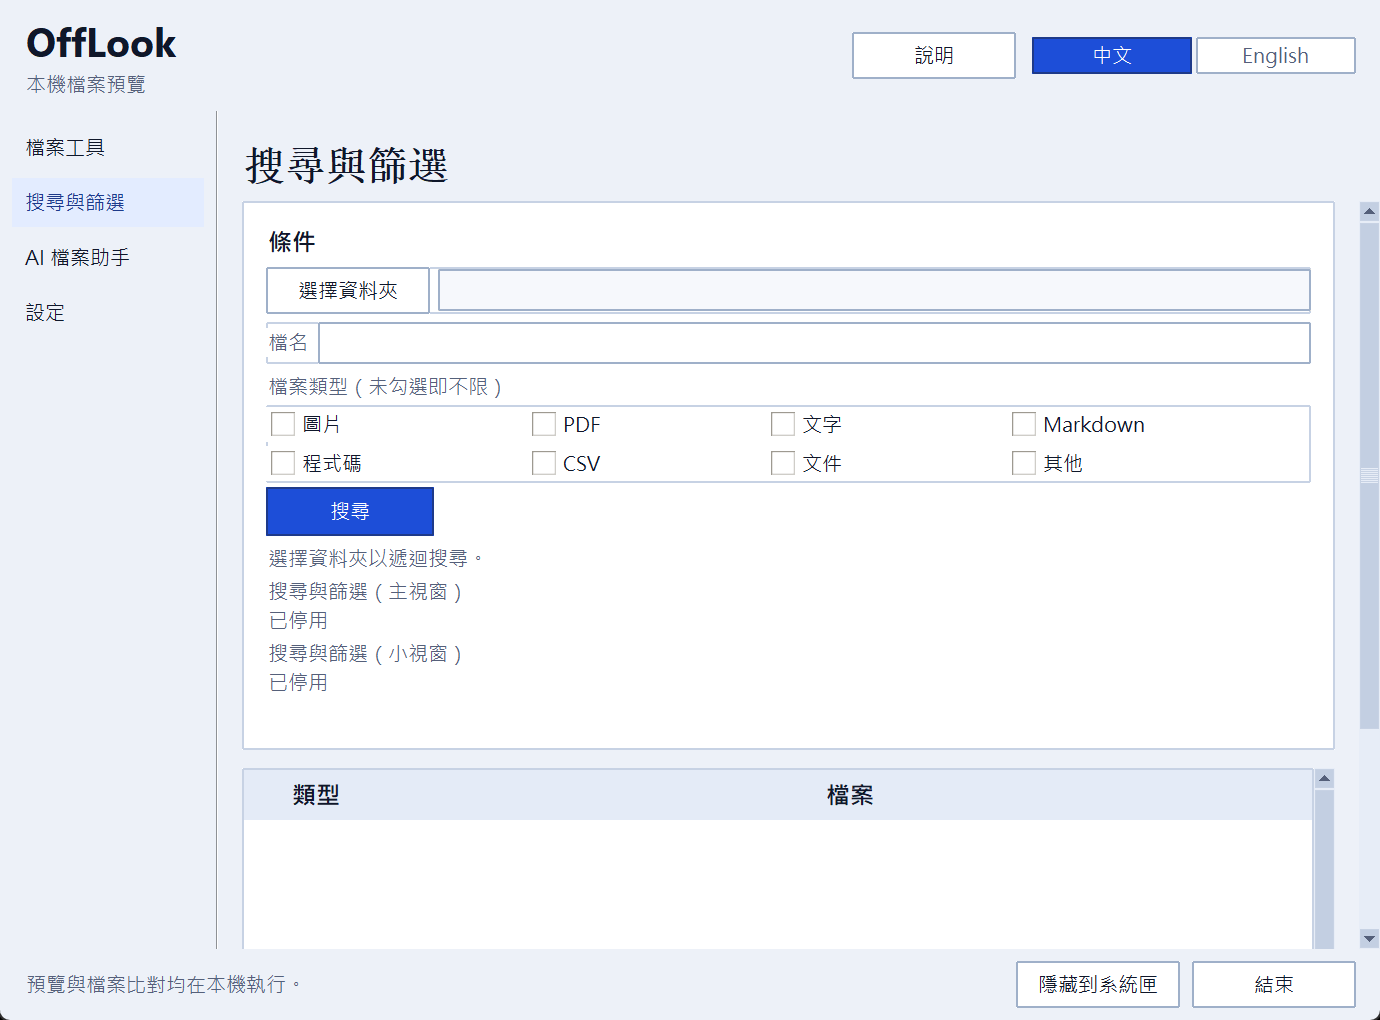 OffLook
本機檔案預覽
說明
中文
English
檔案工具
搜尋與篩選
AI 檔案助手
設定
搜尋與篩選
條件
選擇資料夾
檔名
檔案類型（未勾選即不限）
圖片 PDF 文字 Markdown
程式碼 CSV 文件 其他
搜尋
選擇資料夾以遞迴搜尋。
搜尋與篩選（主視窗）
已停用
搜尋與篩選（小視窗）
已停用
類型 檔案
預覽與檔案比對均在本機執行。
隱藏到系統匣
結束